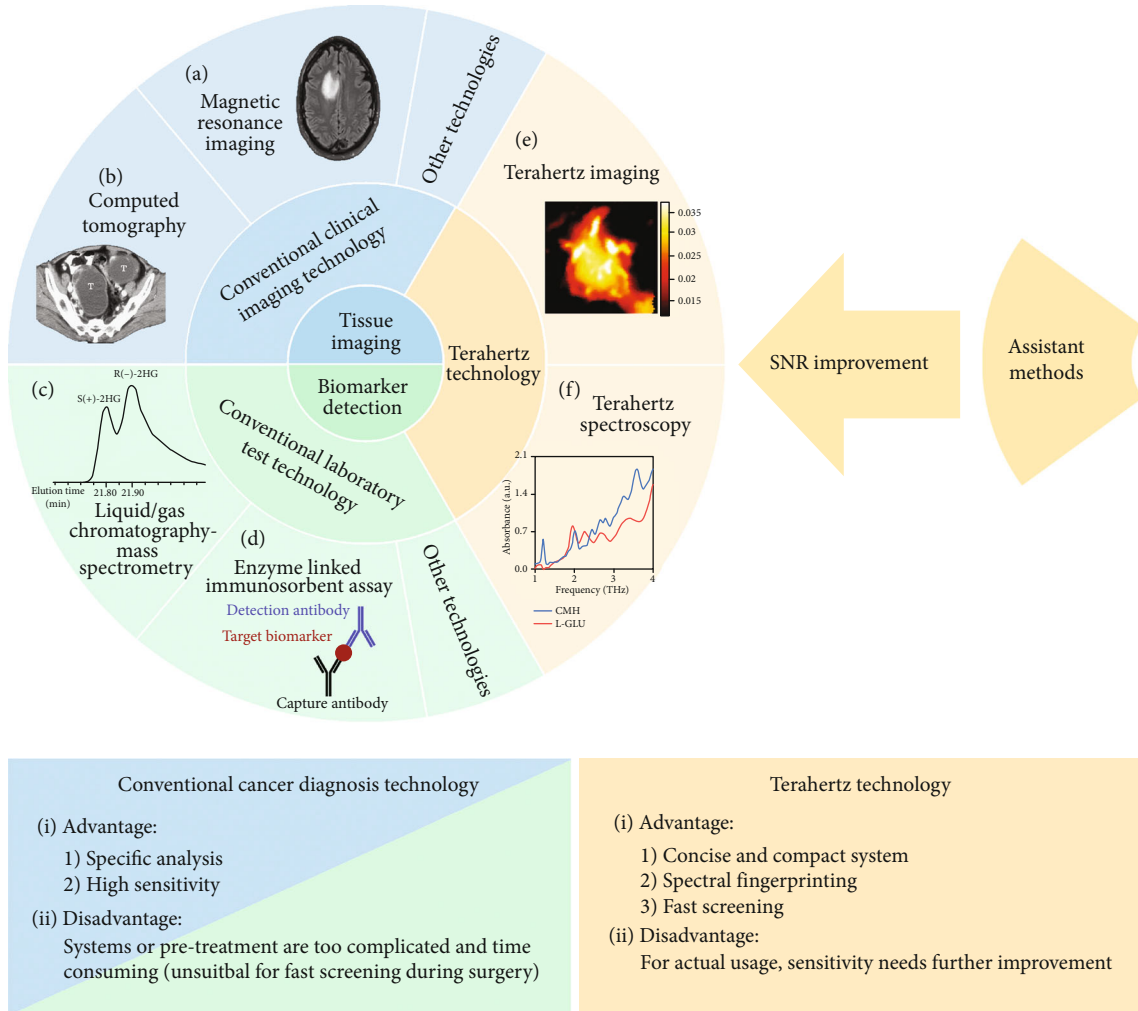 (a)
Magnetic
resonance
imaging
Other technologies
(b)
Computed
tomography
T
T
Conventional clinical
imaging technology
Tissue
imaging
Biomarker
detection
Terahertz
technology
(e)
Terahertz imaging
0.035
0.03
0.025
0.02
0.015
SNR improvement
Assistant
methods
(c)
R(−)-2HG
S(+)-2HG
Elution time
(min)
21.80 21.90
Liquid/gas
chromatography-
mass
spectrometry
Conventional laboratory
test technology
(d)
Enzyme linked
immunosorbent assay
Detection antibody
Target biomarker
Capture antibody
Other technologies
(f)
Terahertz
spectroscopy
2.1
1.4
0.7
0.0
Absorbance (a.u.)
1 2 3 4
Frequency (THz)
CMH
L-GLU
Conventional cancer diagnosis technology
(i) Advantage:
1) Specific analysis
2) High sensitivity
(ii) Disadvantage:
Systems or pre-treatment are too complicated and time
consuming (unsuitbal for fast screening during surgery)
Terahertz technology
(i) Advantage:
1) Concise and compact system
2) Spectral fingerprinting
3) Fast screening
(ii) Disadvantage:
For actual usage, sensitivity needs further improvement